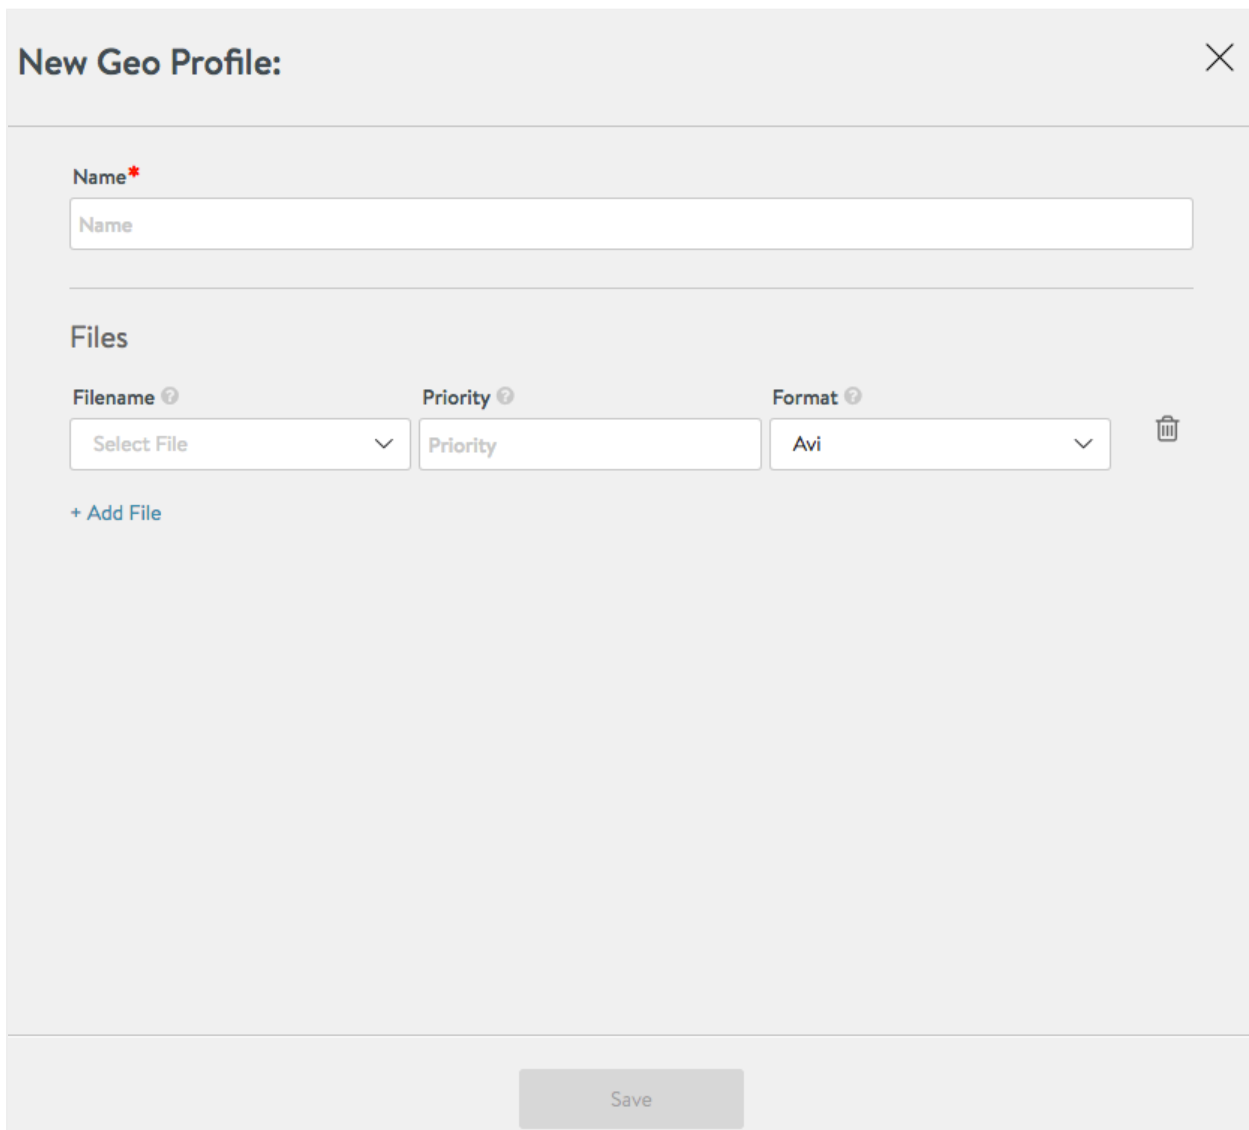 New Geo Profile:
Name*
Name
Files
Filename ? Priority ? Format ?
Select File Priority Avi
+ Add File
Save